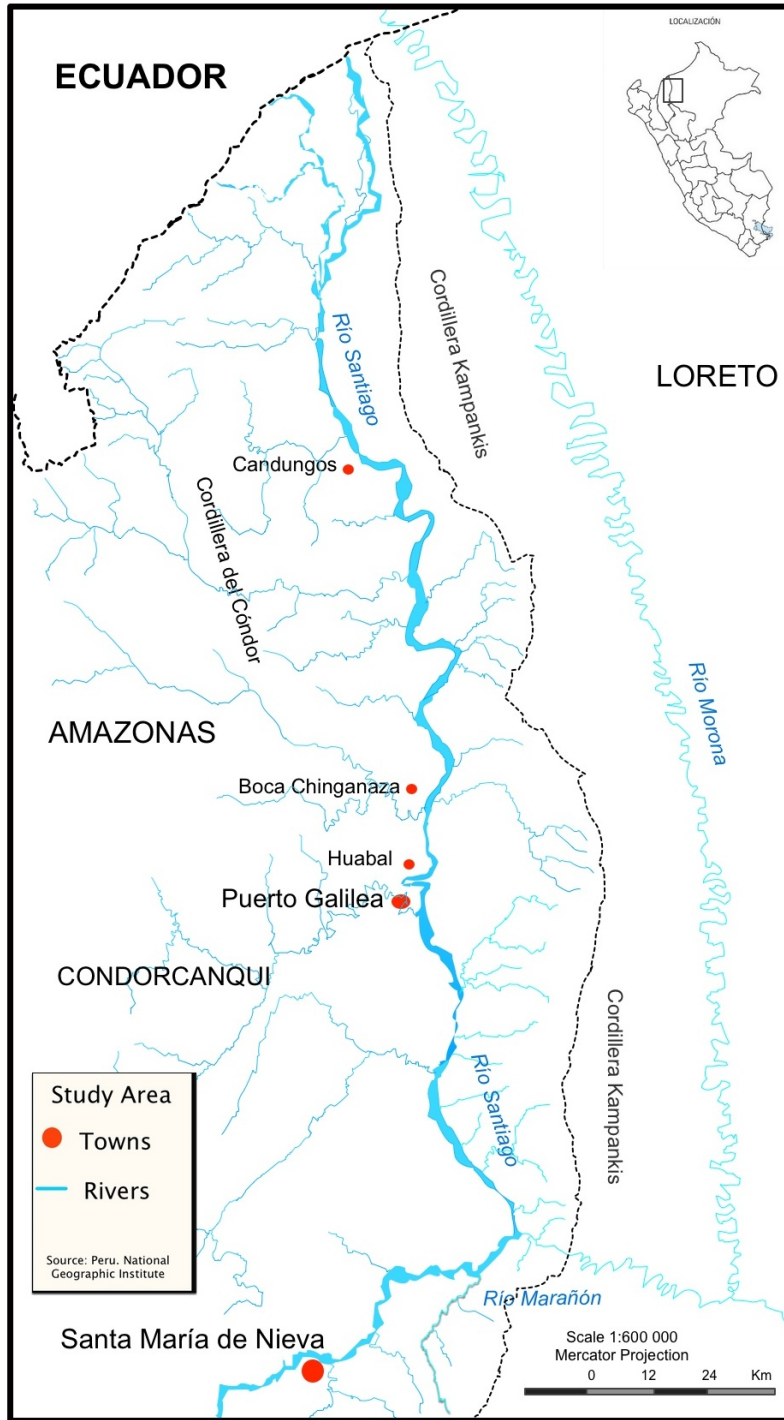 LOCALIZACIÓN
ECUADOR
Río Santiago
Cordillera Kampankis
LORETO
Candungos
Cordillera del Cóndor
Río Morona
AMAZONAS
Boca Chinganaza
Huabal
Puerto Galilea
CONDORCANQUI
Cordillera Kampankis
Río Santiago
Study Area
Towns
Rivers
Source: Peru. National
Geographic Institute
Río Marañón
Santa María de Nieva
Scale 1:600 000
Mercator Projection
0 12 24 Km